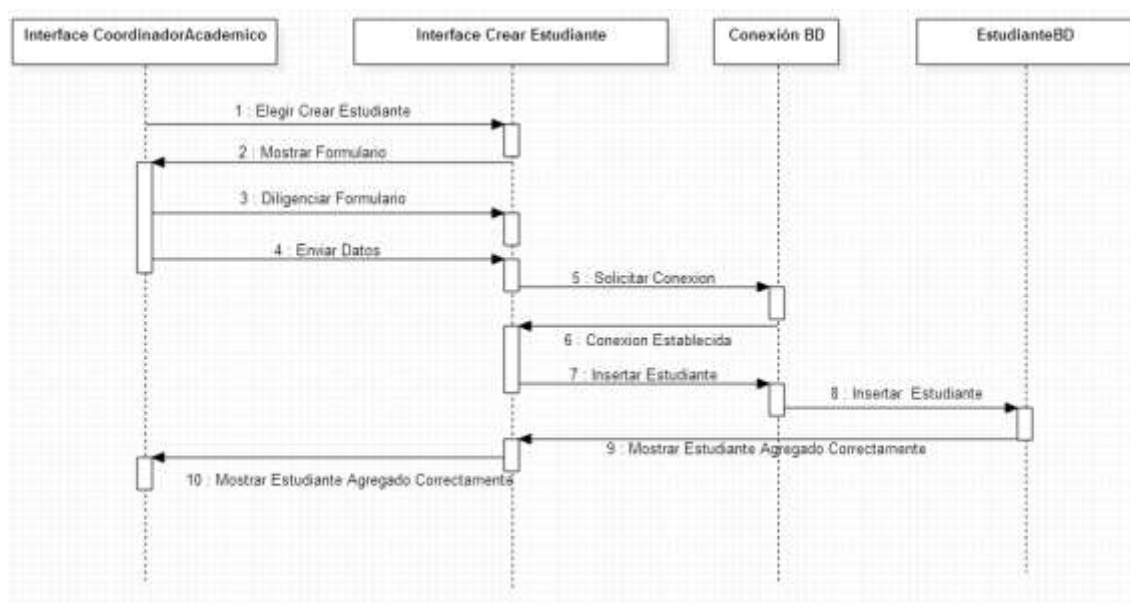 Interface CoordinadorAcademico
Interface Crear Estudiante
Conexión BD
EstudianteBD
1 : Elegir Crear Estudiante
2 : Mostrar Formulario
3 : Diligenciar Formulario
4 : Enviar Datos
5 : Solicitar Conexion
6 : Conexion Establecida
7 : Insertar Estudiante
8 : Insertar Estudiante
9 : Mostrar Estudiante Agregado Correctamente
10 : Mostrar Estudiante Agregado Correctamente